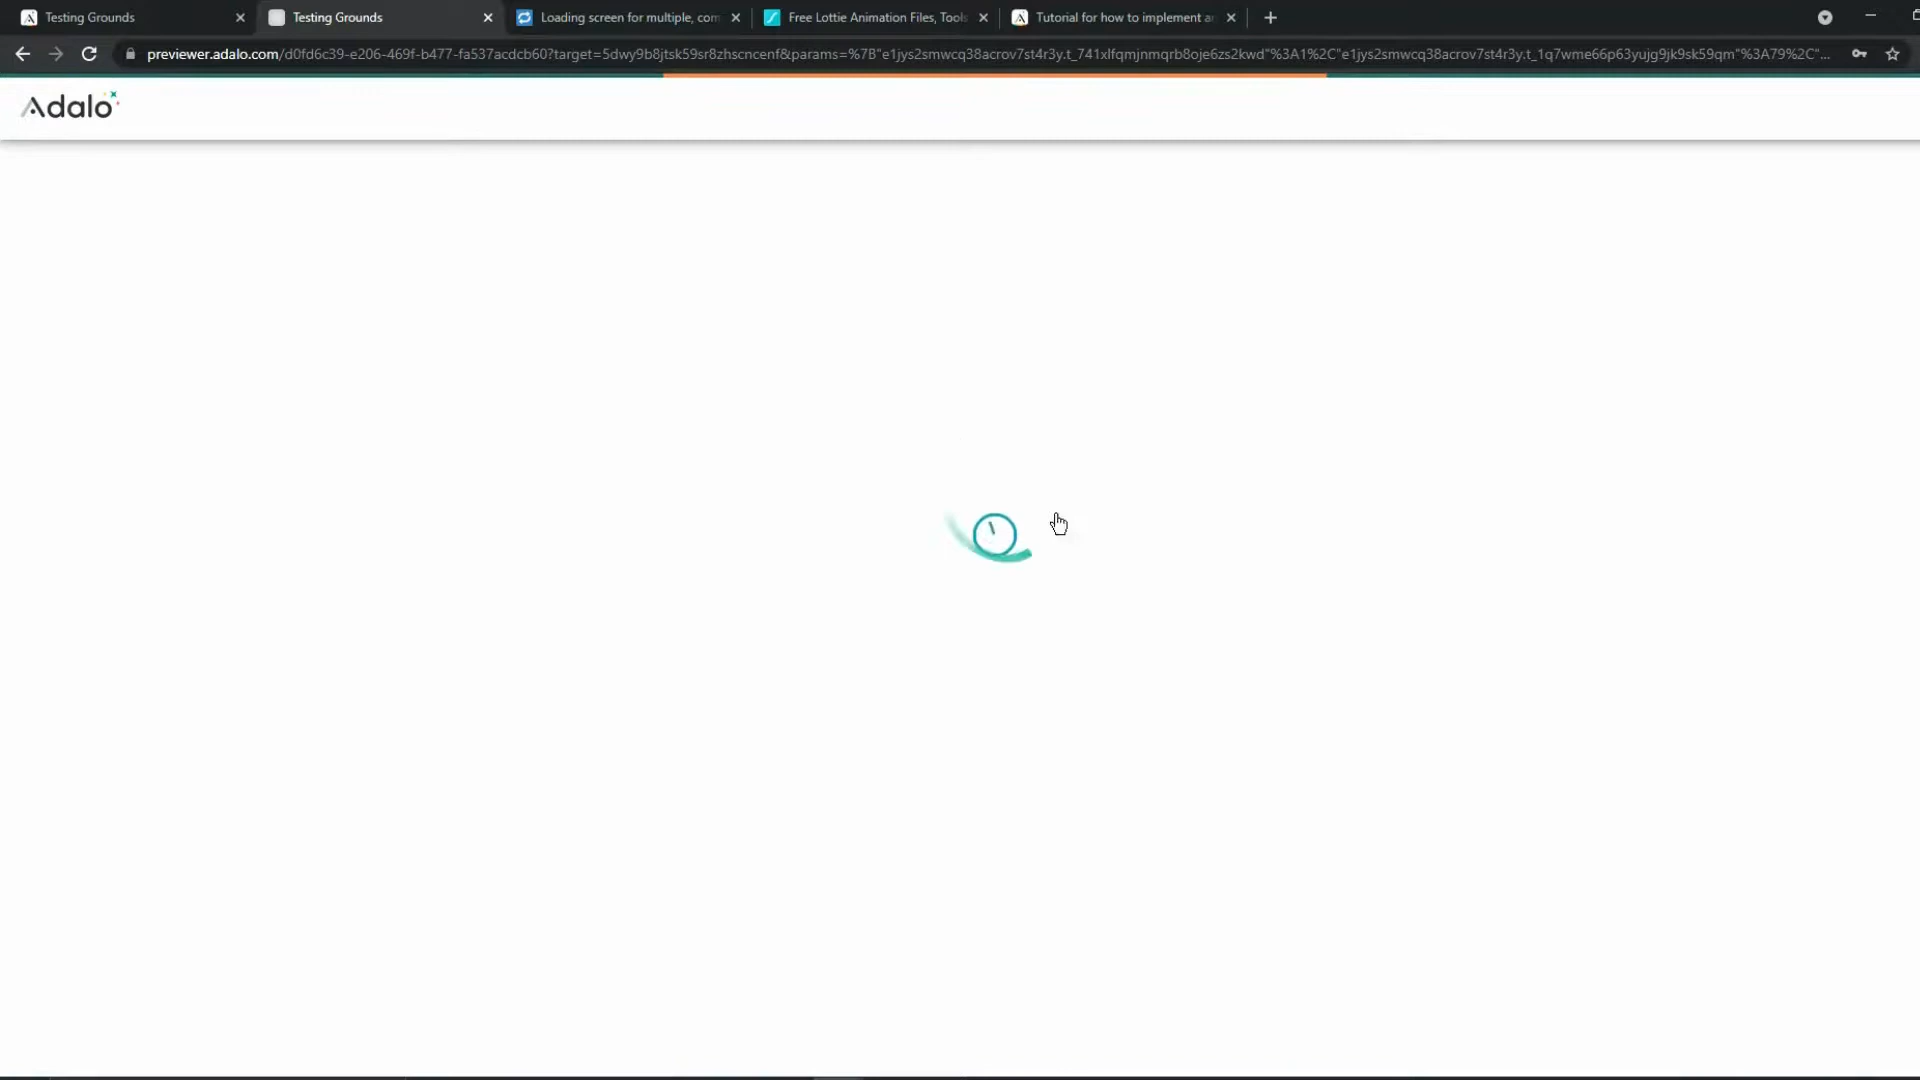 Testing Grounds
Testing Grounds
Loading screen for multiple, con
Free Lottie Animation Files, Tools
Tutorial for how to implement a
previewer.adalo.com/d0fd6c39-e206-469f-b477-fa537acdcb60?target=5dwy9b8jtsk59sr8zhscncenf&params=%7B"e1jys2smwcq38acrov7st4r3y.t_741xlfqmjnmqrb8oje6zs2kwd"%3A1%2C"e1jys2smwcq38acrov7st4r3y.t_1q7wme66p63yujg9jk9sk59qm"%3A79%2C"...
Adalo